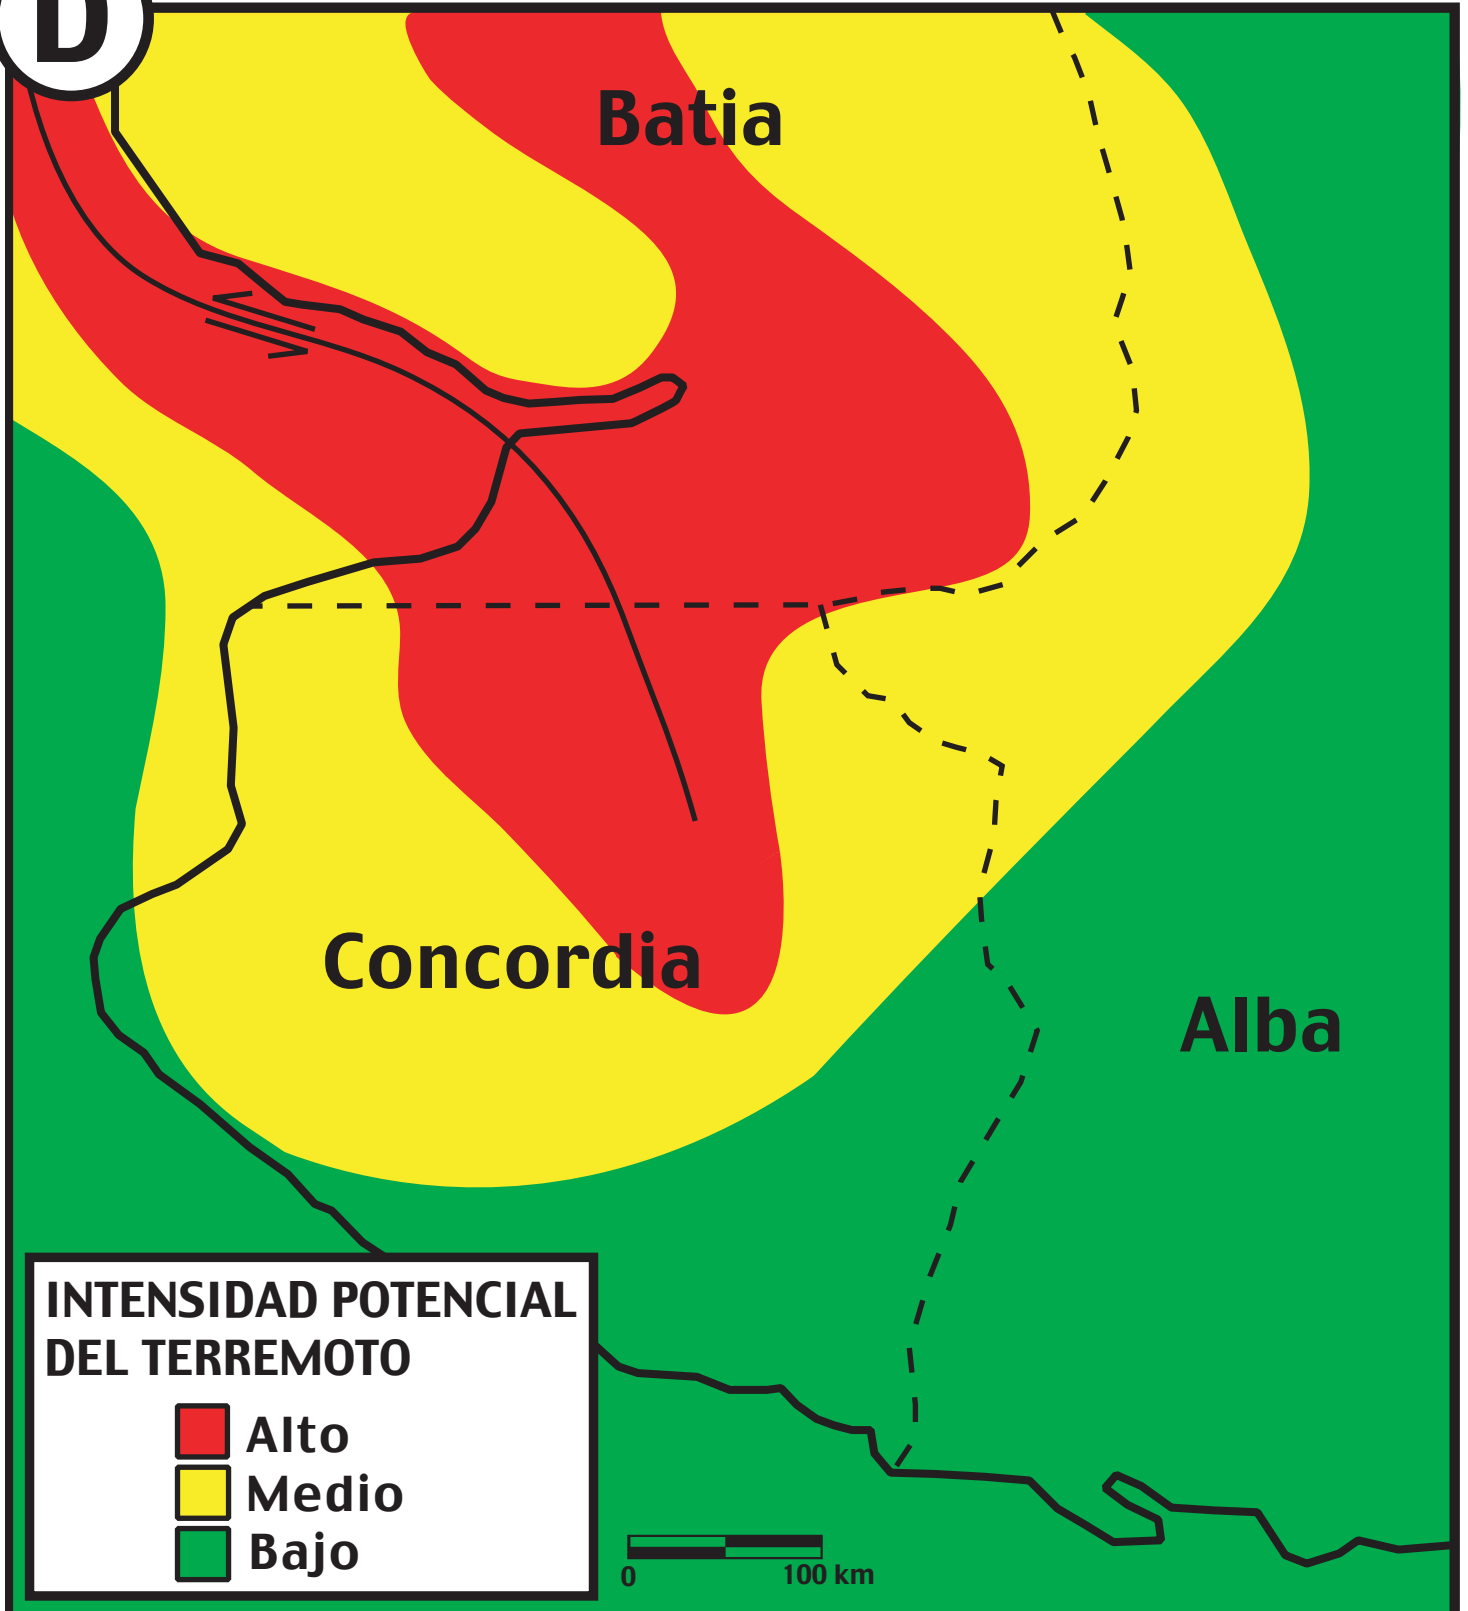 D
Batia
Concordia
Alba
INTENSIDAD POTENCIAL
DEL TERREMOTO
Alto
Medio
Bajo
0 100 km